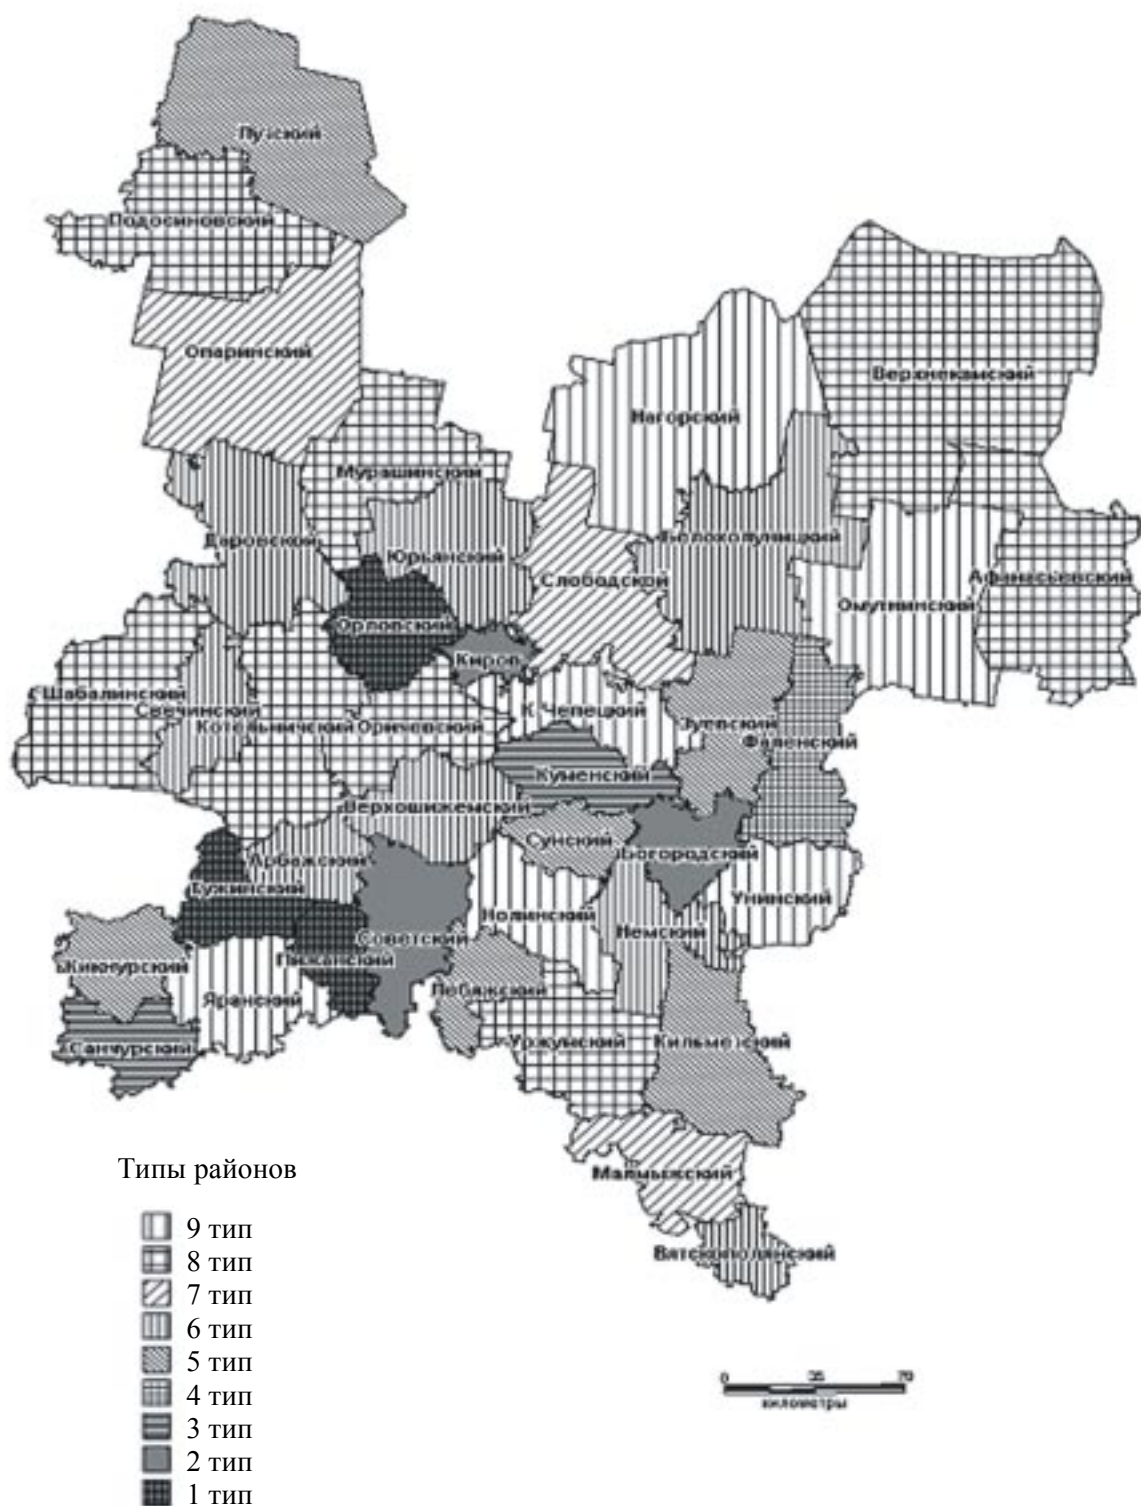 Лузский
Подосиновский
Опаринский
Верхнекамский
Нагорский
Мурашинский
Даровской
Юрьянский
Белохолуницкий
Слободской
Афанасьевский
Омутнинский
Орловский
Киров
Шабалинский
Свечинский
Котельничский
Оричевский
К-Чепецкий
Зуевский
Фаленский
Куменский
Верхошижемский
Сунский
Богородский
Арбажский
Тужинский
Унинский
Нолинский
Немский
Советский
Пижанский
Кикнурский
Лебяжский
Яранский
Санчурский
Уржумский
Кильмезский
Малмыжский
Вятскополянский
Типы районов
9 тип
8 тип
7 тип
6 тип
5 тип
4 тип
3 тип
2 тип
1 тип
0 35 70
километры